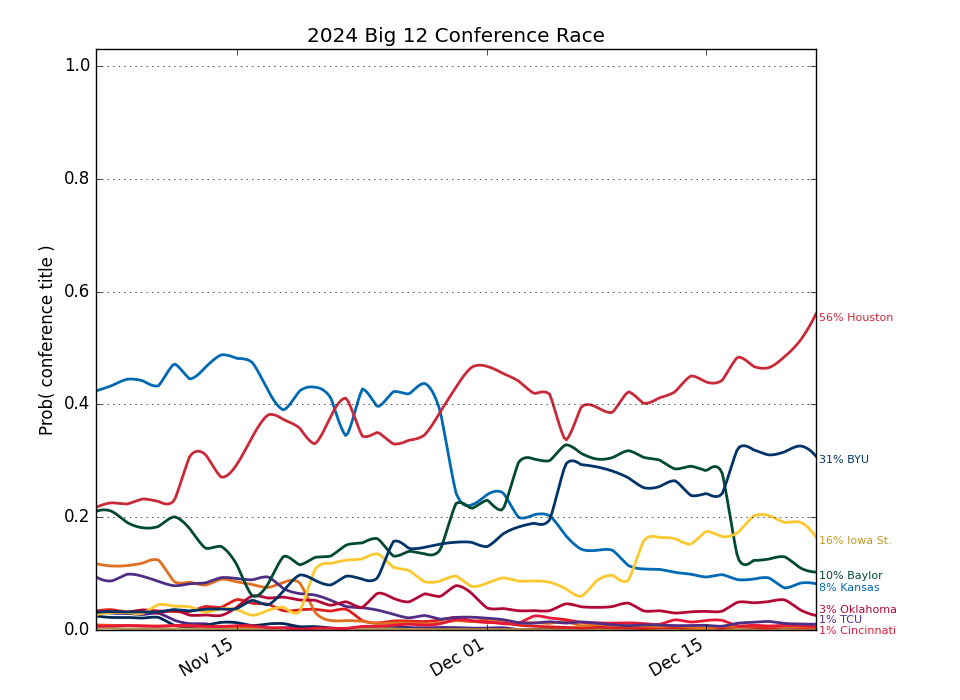 2024 Big 12 Conference Race
Prob( conference title )
1.0
0.8
0.6
0.4
0.2
0.0
Nov 15
Dec 01
Dec 15
56% Houston
31% BYU
16% Iowa St.
10% Baylor
8% Kansas
3% Oklahoma
1% TCU
1% Cincinnati